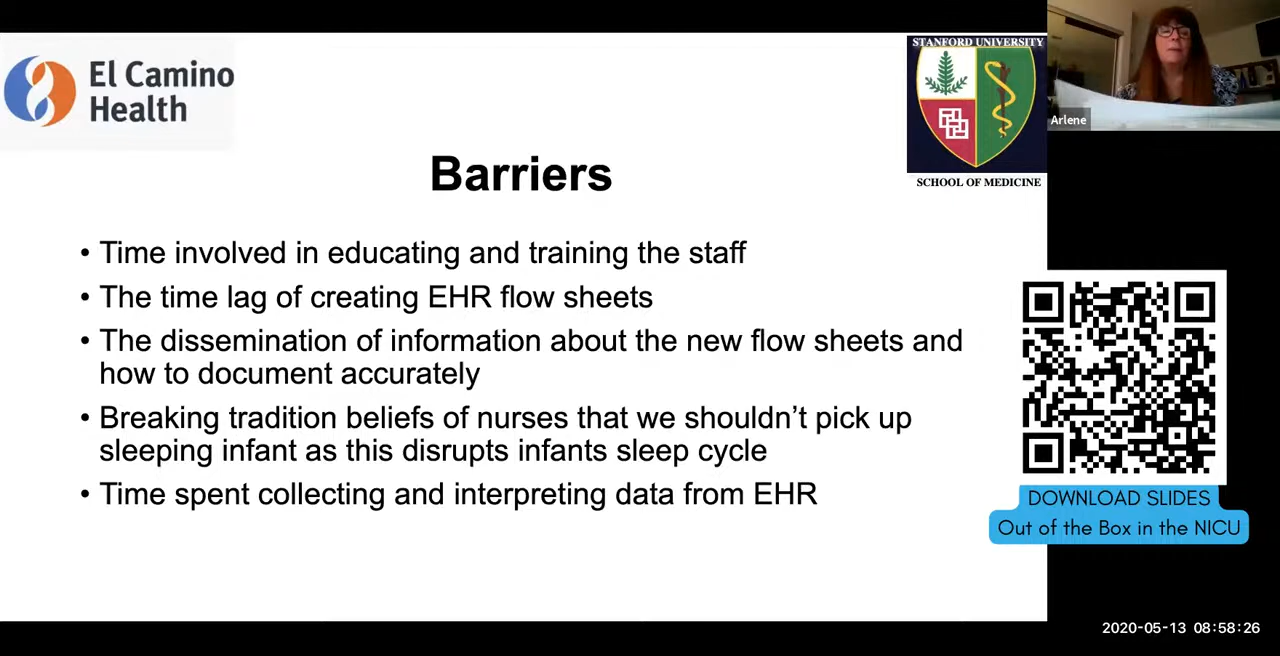 El Camino
Health
STANFORD UNIVERSITY
SCHOOL OF MEDICINE
Arlene
Barriers
• Time involved in educating and training the staff
• The time lag of creating EHR flow sheets
• The dissemination of information about the new flow sheets and
how to document accurately
• Breaking tradition beliefs of nurses that we shouldn’t pick up
sleeping infant as this disrupts infants sleep cycle
• Time spent collecting and interpreting data from EHR
DOWNLOAD SLIDES
Out of the Box in the NICU
2020-05-13 08:58:26